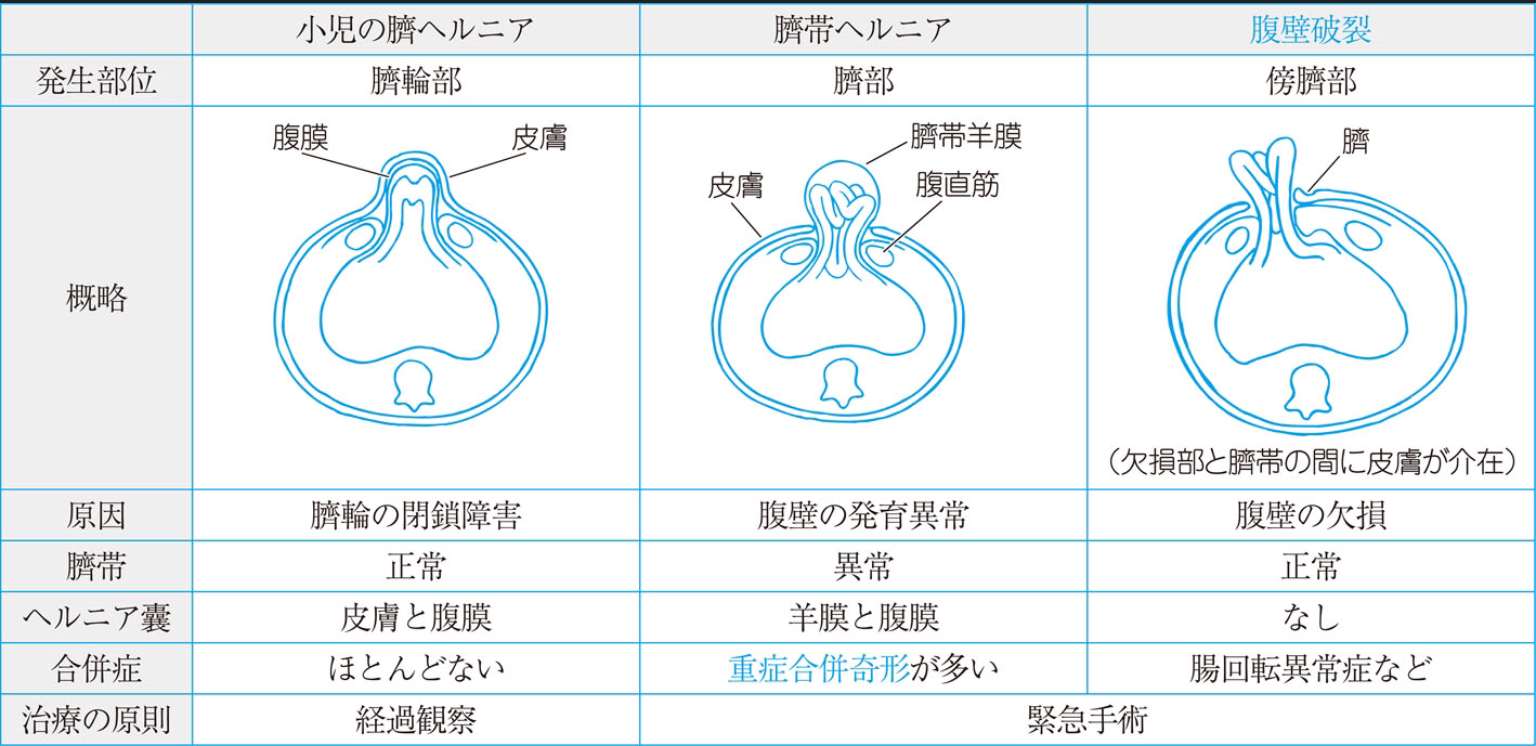 小児の臍ヘルニア 臍帯ヘルニア 腹壁破裂
発生部位 臍輪部 臍部 傍臍部
概略
腹膜 皮膚
臍帯羊膜
皮膚 腹直筋
臍
（欠損部と臍帯の間に皮膚が介在）
原因 臍輪の閉鎖障害 腹壁の発育異常 腹壁の欠損
臍帯 正常 異常 正常
ヘルニア嚢 皮膚と腹膜 羊膜と腹膜 なし
合併症 ほとんどない 重症合併奇形が多い 腸回転異常症など
治療の原則 経過観察 緊急手術